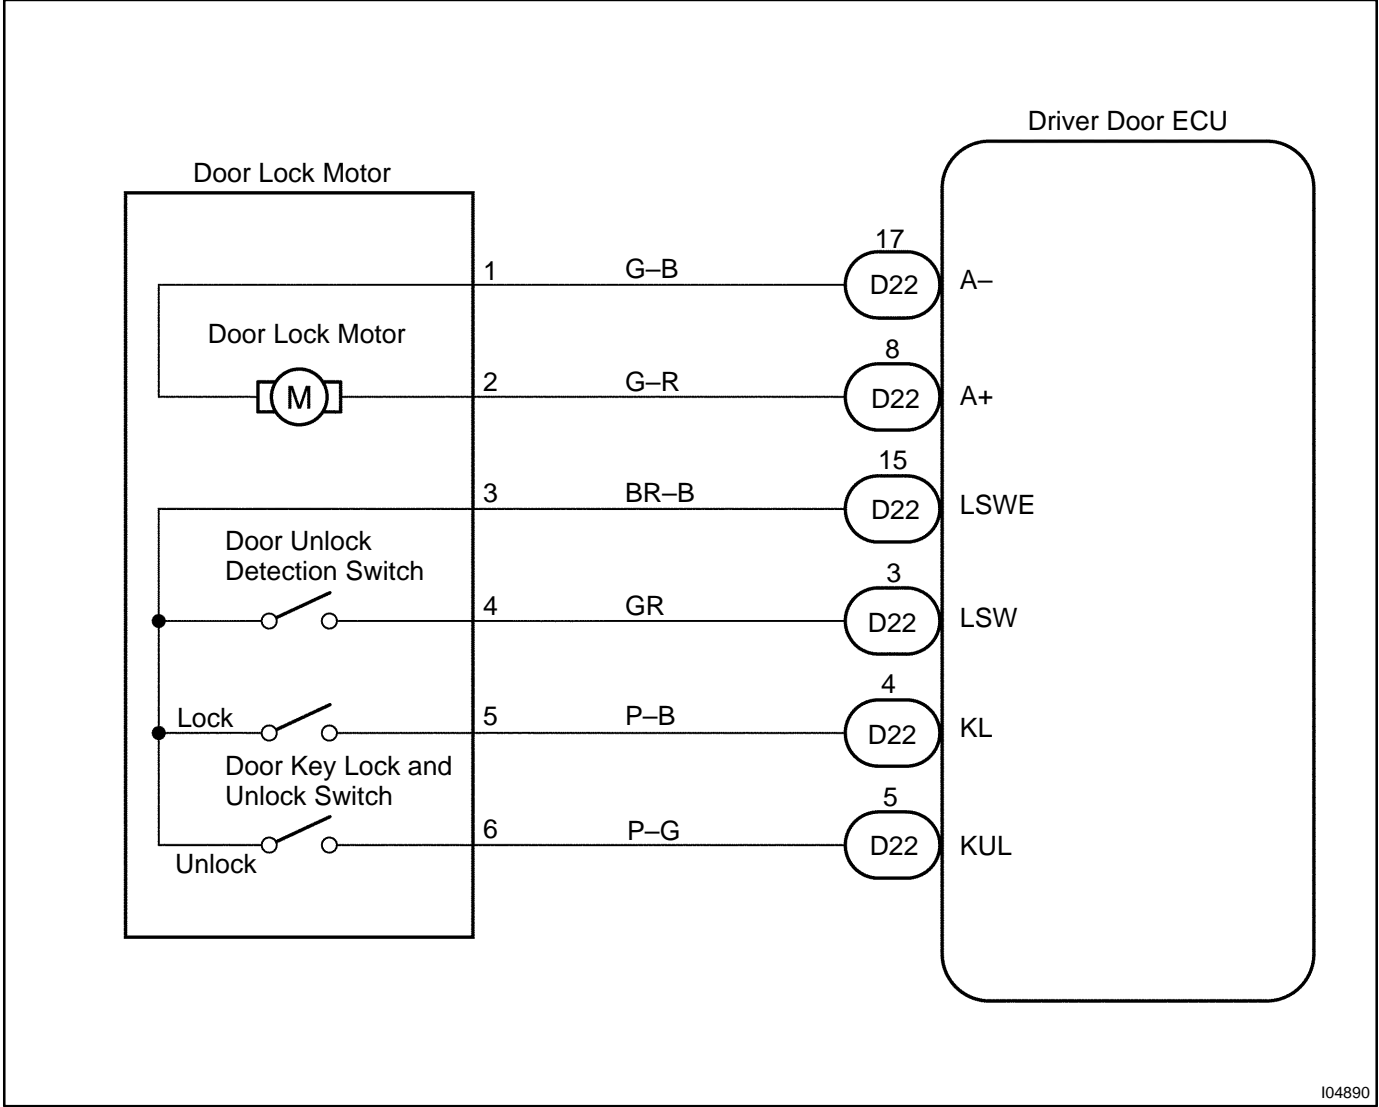 Driver Door ECU
Door Lock Motor
17
1
G–B
D22
A–
Door Lock Motor
8
2
G–R
M
D22
A+
15
3
BR–B
D22
LSWE
Door Unlock
Detection Switch
3
4
GR
D22
LSW
4
Lock
5
P–B
D22
KL
Door Key Lock and
Unlock Switch
5
6
P–G
D22
KUL
Unlock
I04890